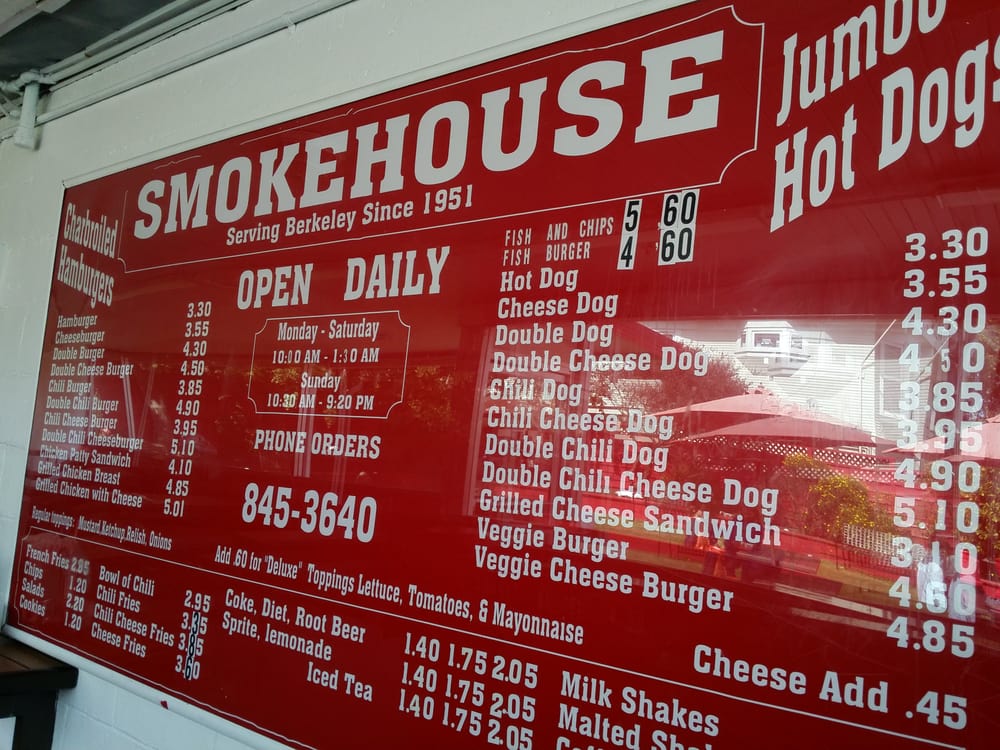 SMOKEHOUSE
Serving Berkeley Since 1951
Jumbo
Hot Dogs
Charbroiled
Hamburgers
Hamburger 3.30
Cheeseburger 3.55
Double Burger 4.30
Double Cheese Burger 4.50
Chili Burger 3.85
Double Chili Burger 4.90
Chili Cheese Burger 3.95
Double Chili Cheeseburger 5.10
Chicken Patty Sandwich 4.10
Grilled Chicken Breast 4.85
Grilled Chicken with Cheese 5.01
Regular toppings: Mustard, Ketchup, Relish, Onions
OPEN DAILY
Monday - Saturday
10:00 AM - 1:30 AM
Sunday
10:30 AM - 9:20 PM
PHONE ORDERS
845-3640
FISH AND CHIPS 5 60
FISH BURGER 4 60
Hot Dog 3.30
Cheese Dog 3.55
Double Dog 4.30
Double Cheese Dog 4 50
Chili Dog 3.85
Chili Cheese Dog 3.95
Double Chili Dog 4.90
Double Chili Cheese Dog 5.10
Grilled Cheese Sandwich 3.10
Veggie Burger 4.60
Veggie Cheese Burger 4.85
Add .60 for "Deluxe" Toppings Lettuce, Tomatoes, & Mayonnaise
Cheese Add .45
French Fries 2.85
Chips 1.20
Salads 2.20
Cookies 1.20
Bowl of Chili 2.95
Chili Fries
Chili Cheese Fries
Cheese Fries
Coke, Diet, Root Beer 1.40 1.75 2.05
Sprite, lemonade 1.40 1.75 2.05
Iced Tea 1.40 1.75 2.05
Milk Shakes
Malted